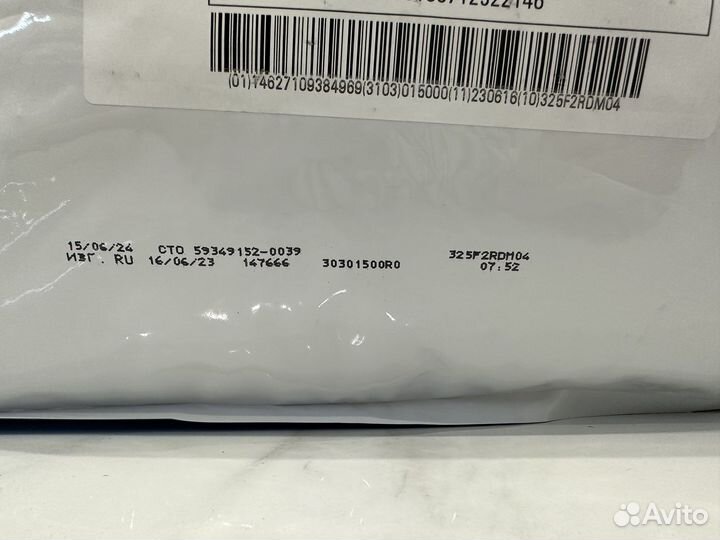 (01)14627109384969(3103)015000(11)230616(10)325F2RDM04
15/06/24 СТО 59349152-0039 325F2RDM04
ИЗГ. RU 16/06/23 147666 30301500R0 07:52
Avito